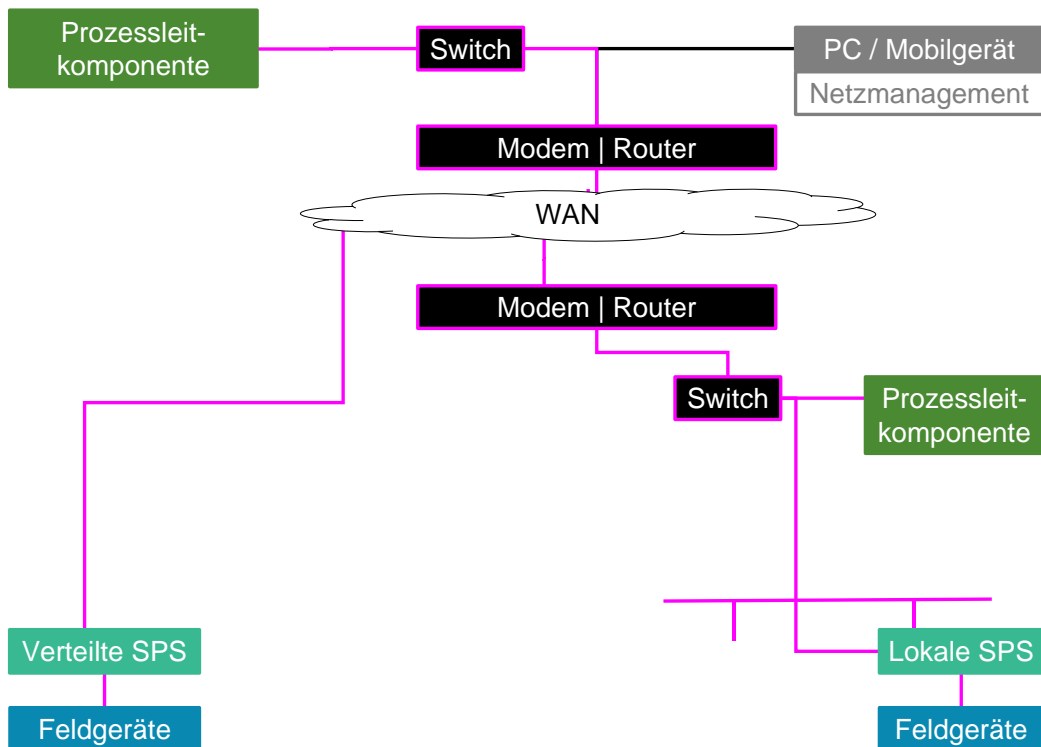 Prozessleit-
komponente
Switch
PC / Mobilgerät
Netzmanagement
Modem | Router
WAN
Modem | Router
Switch
Prozessleit-
komponente
Verteilte SPS
Lokale SPS
Feldgeräte
Feldgeräte